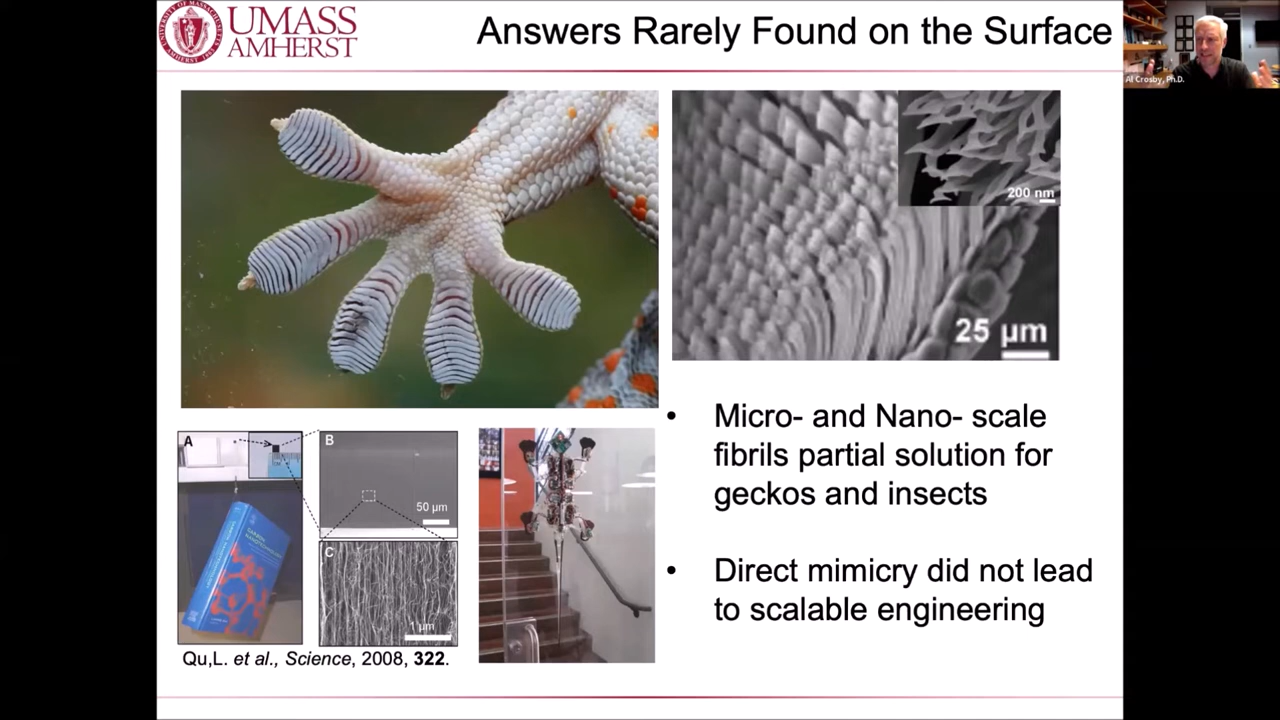 UMASS
AMHERST
Answers Rarely Found on the Surface
Al Crosby, Ph.D.
200 nm
25 µm
• Micro- and Nano- scale
fibrils partial solution for
geckos and insects
• Direct mimicry did not lead
to scalable engineering
A
B
50 µm
C
1 µm
Qu,L. et al., Science, 2008, 322.